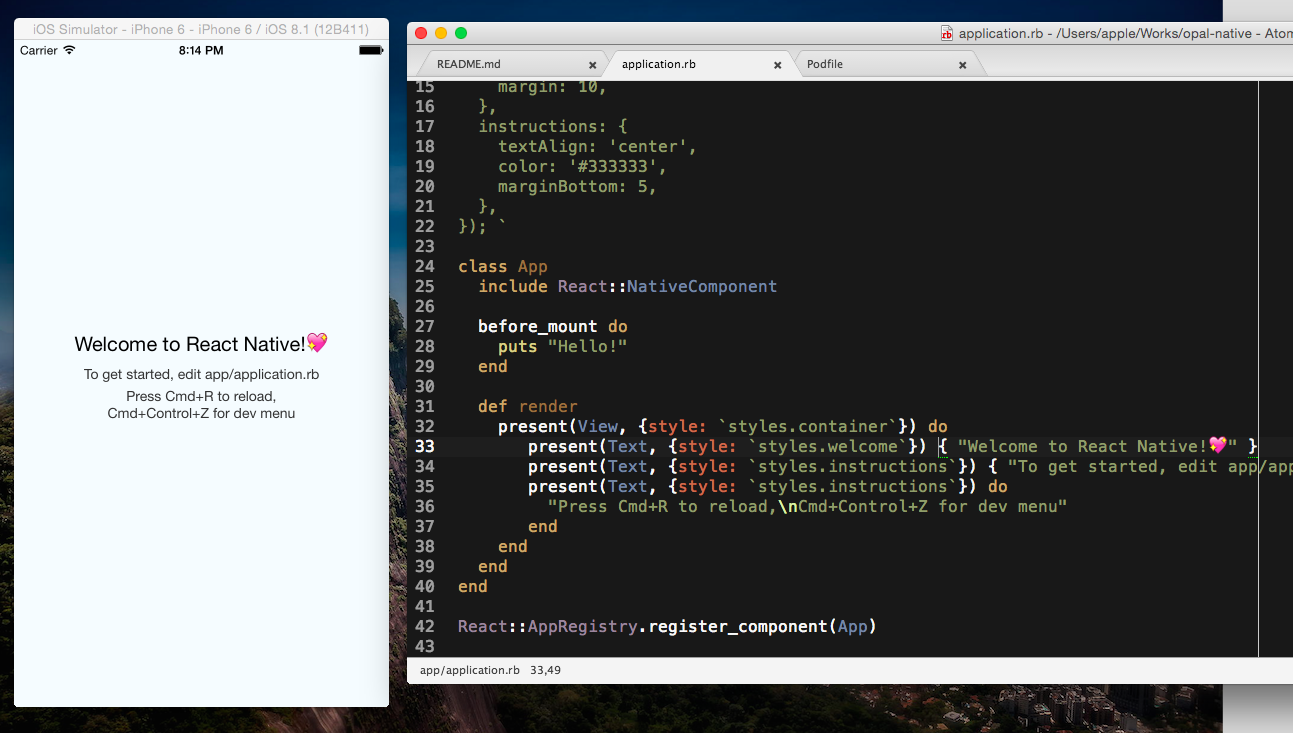 iOS Simulator - iPhone 6 - iPhone 6 / iOS 8.1 (12B411)
Carrier 8:14 PM
Welcome to React Native!💖
To get started, edit app/application.rb
Press Cmd+R to reload,
Cmd+Control+Z for dev menu
application.rb - /Users/apple/Works/opal-native - Atom
README.md application.rb Podfile
15 margin: 10,
16 },
17 instructions: {
18 textAlign: 'center',
19 color: '#333333',
20 marginBottom: 5,
21 },
22 }); `
23
24 class App
25 include React::NativeComponent
26
27 before_mount do
28 puts "Hello!"
29 end
30
31 def render
32 present(View, {style: `styles.container`}) do
33 present(Text, {style: `styles.welcome`}) { "Welcome to React Native!💖" }
34 present(Text, {style: `styles.instructions`}) { "To get started, edit app/app
35 present(Text, {style: `styles.instructions`}) do
36 "Press Cmd+R to reload,\nCmd+Control+Z for dev menu"
37 end
38 end
39 end
40 end
41
42 React::AppRegistry.register_component(App)
43
app/application.rb 33,49